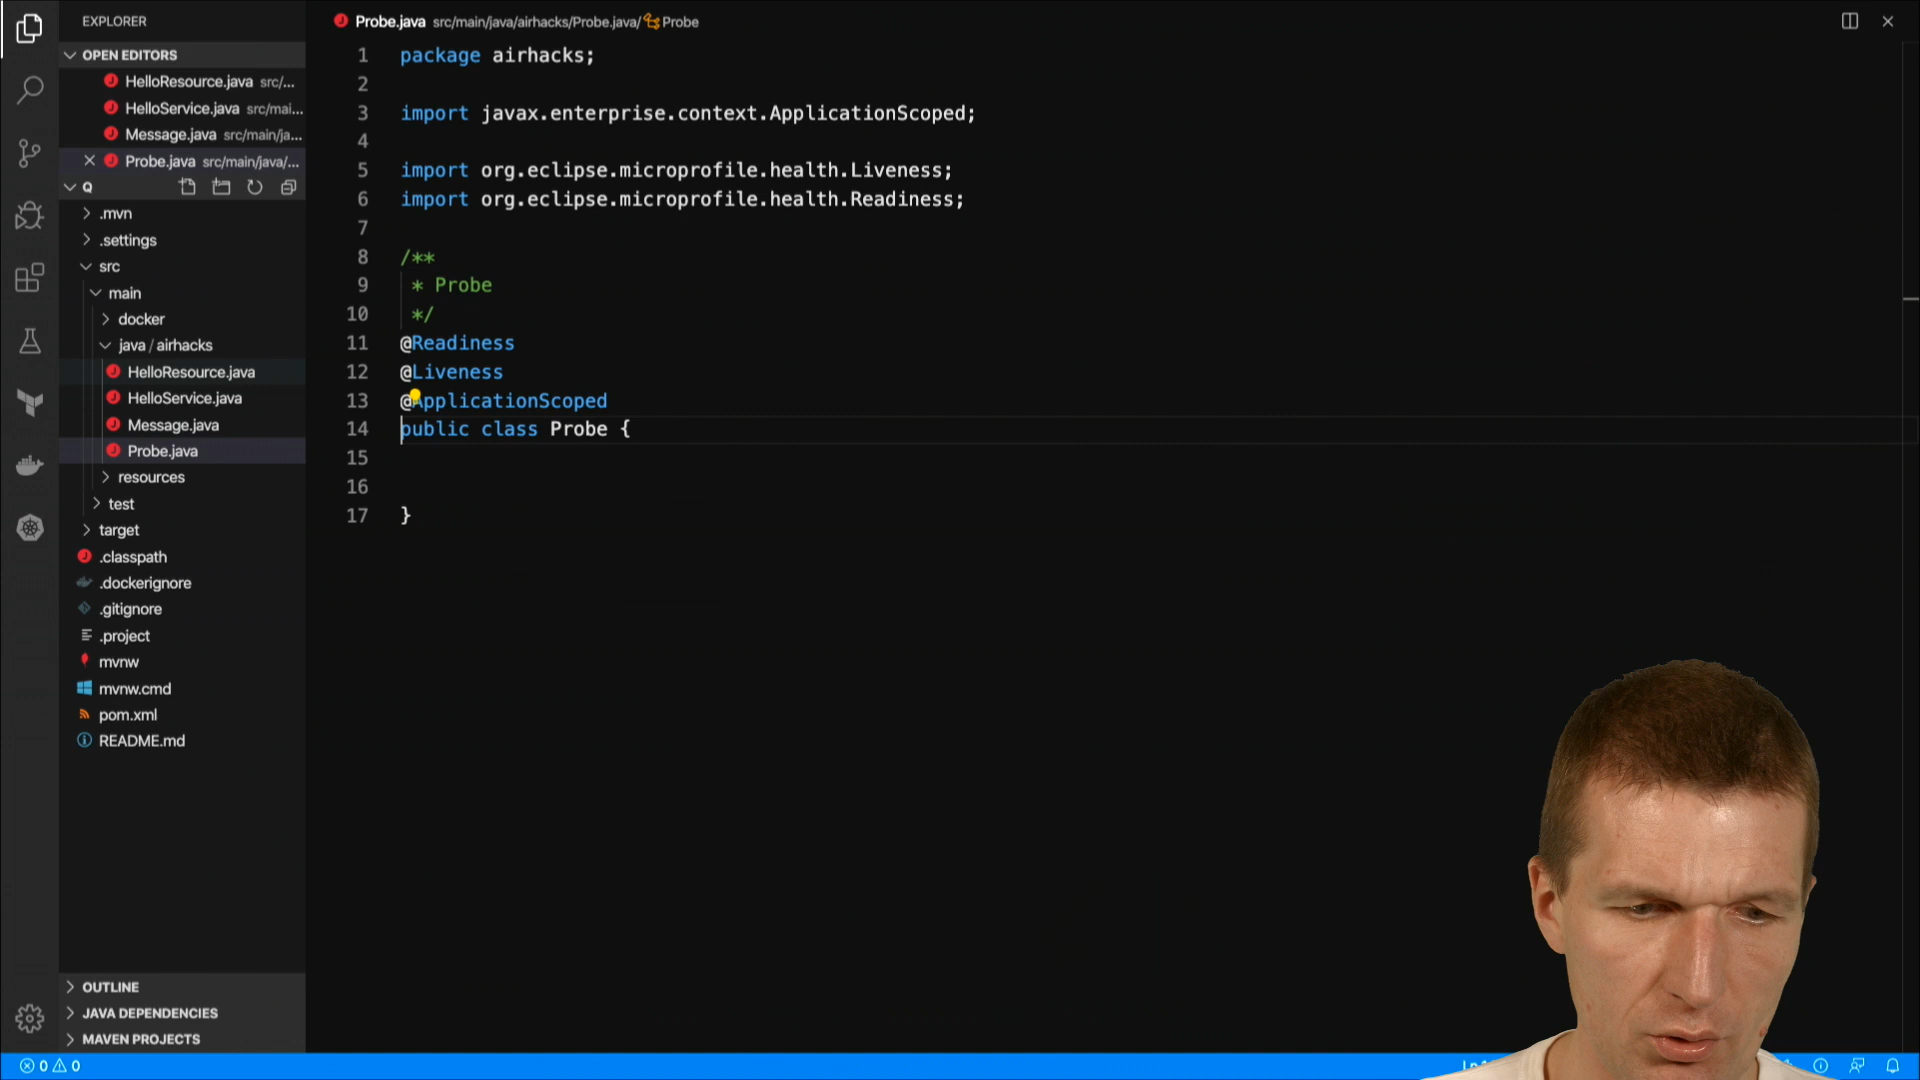 EXPLORER
OPEN EDITORS
HelloResource.java src/...
HelloService.java src/mai...
Message.java src/main/ja...
Probe.java src/main/java/...
Q
.mvn
.settings
src
main
docker
java / airhacks
HelloResource.java
HelloService.java
Message.java
Probe.java
resources
test
target
.classpath
.dockerignore
.gitignore
.project
mvnw
mvnw.cmd
pom.xml
README.md
OUTLINE
JAVA DEPENDENCIES
MAVEN PROJECTS
Probe.java src/main/java/airhacks/Probe.java/ Probe
1 package airhacks;
2
3 import javax.enterprise.context.ApplicationScoped;
4
5 import org.eclipse.microprofile.health.Liveness;
6 import org.eclipse.microprofile.health.Readiness;
7
8 /**
9 * Probe
10 */
11 @Readiness
12 @Liveness
13 @ApplicationScoped
14 public class Probe {
15
16
17 }
0 0